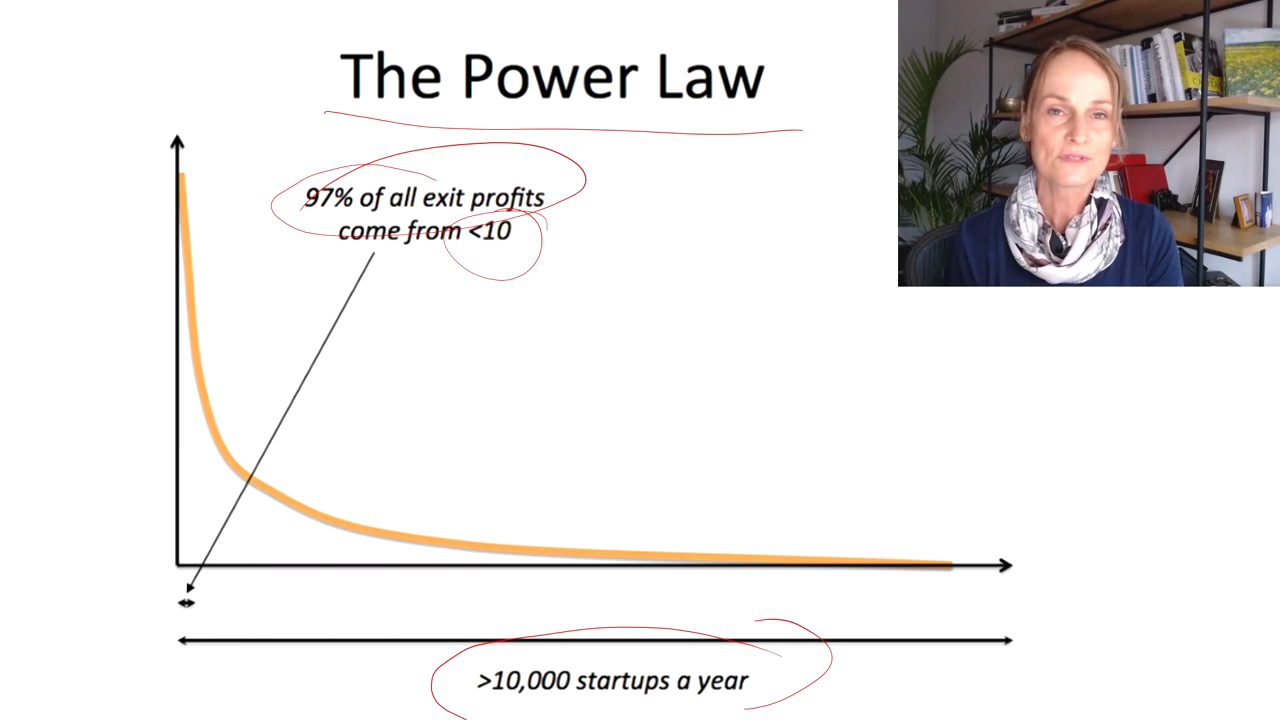 The Power Law
97% of all exit profits
come from <10
>10,000 startups a year